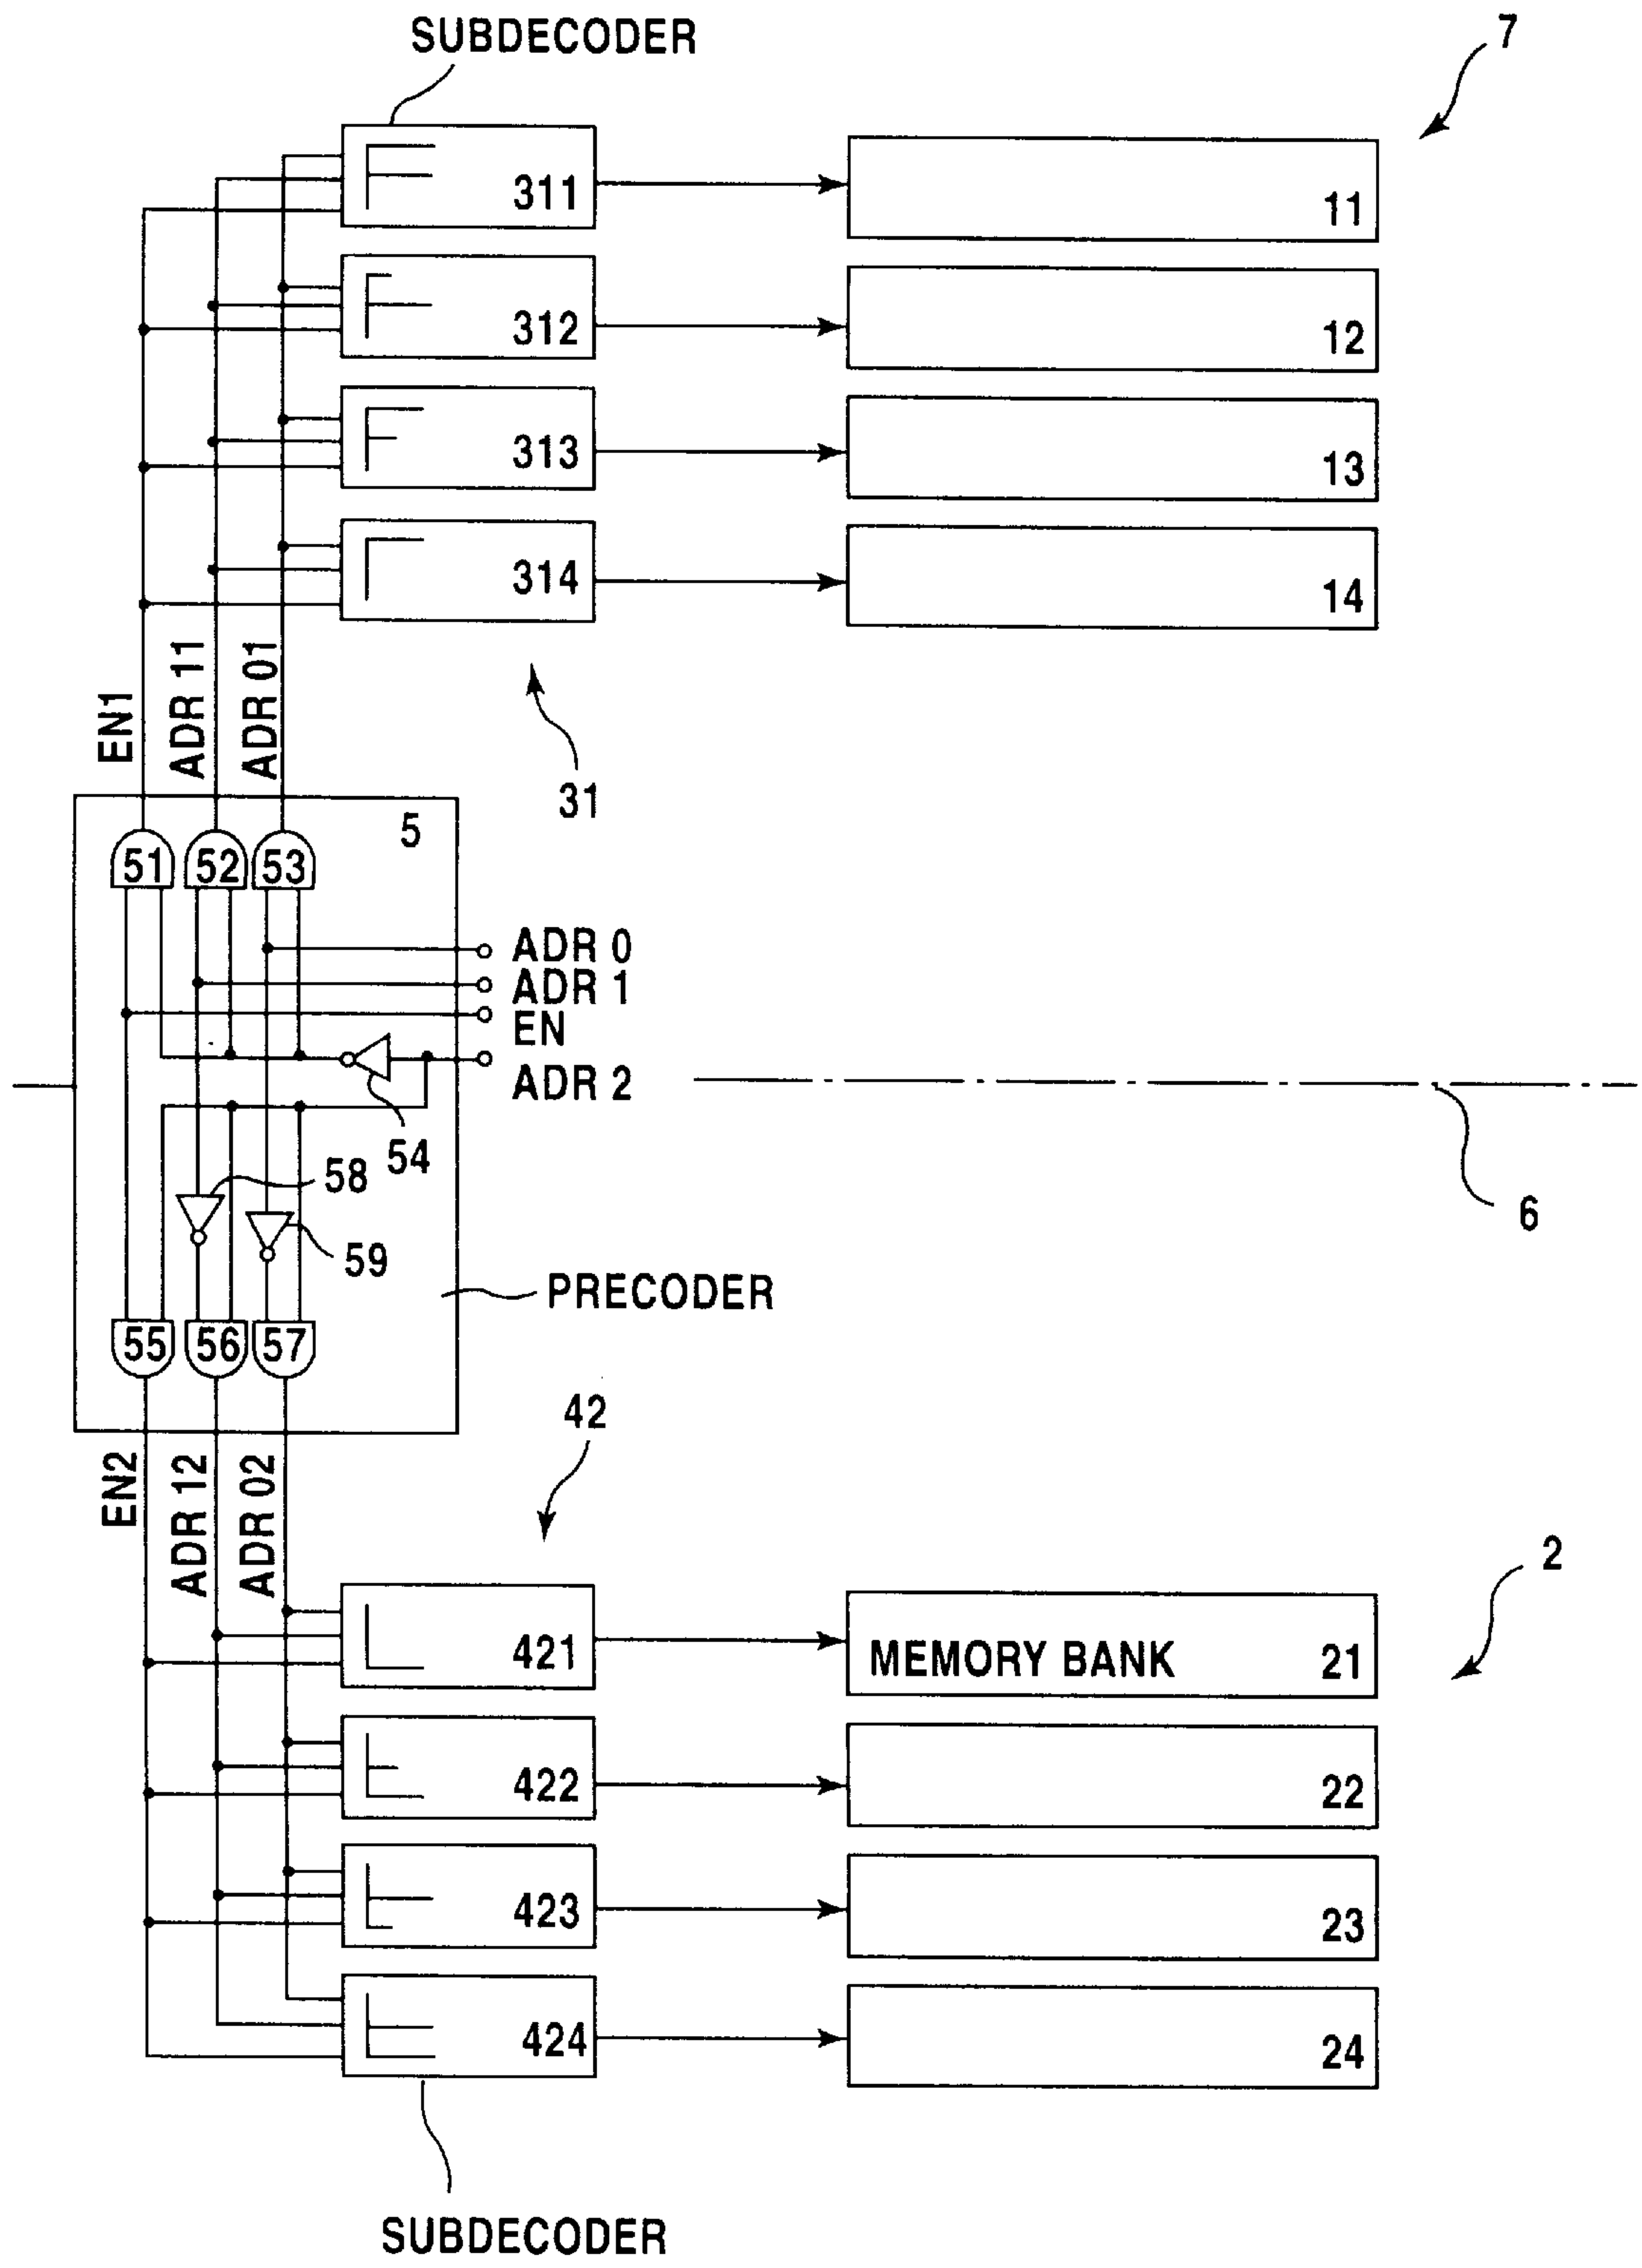 SUBDECODER
7
311
11
312
12
313
13
314
14
EN1
ADR 11
ADR 01
31
5
51
52
53
ADR 0
ADR 1
EN
ADR 2
54
58
6
59
PRECODER
55
56
57
42
EN2
ADR 12
ADR 02
2
421
MEMORY BANK 21
422
22
423
23
424
24
SUBDECODER